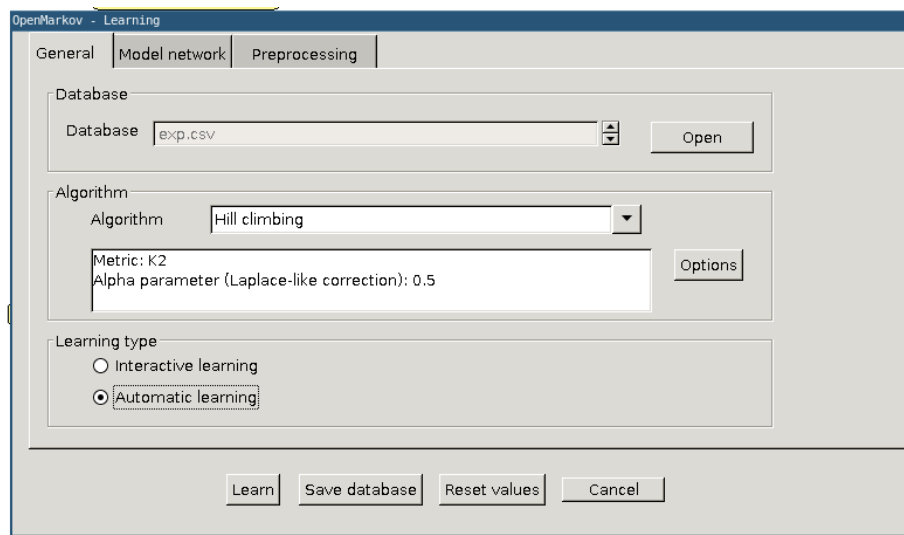 OpenMarkov - Learning
General Model network Preprocessing
Database
Database exp.csv Open
Algorithm
Algorithm Hill climbing
Metric: K2
Alpha parameter (Laplace-like correction): 0.5
Options
Learning type
Interactive learning
Automatic learning
Learn Save database Reset values Cancel